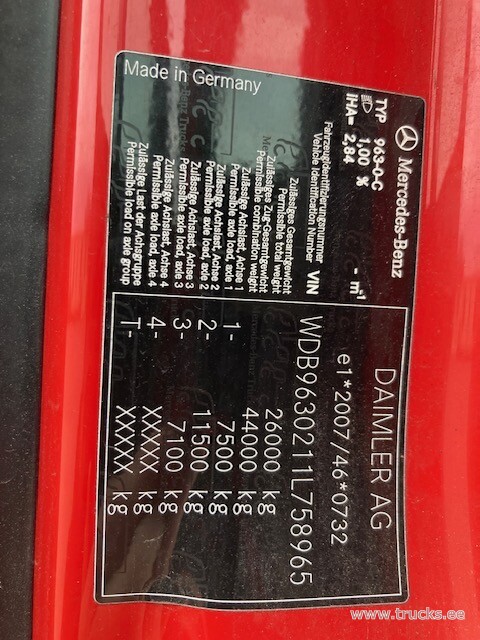 Mercedes-Benz
TYP 963-0-C
1,00 %
IHA= 2,84 - m⁻¹
DAIMLER AG
e1*2007/46*0732
Fahrzeugidentifizierungsnummer
Vehicle Identification Number VIN
WDB9630211L758965
Zulässiges Gesamtgewicht
Permissible total weight
26000 kg
Zulässiges Zug-Gesamtgewicht
Permissible combination weight
44000 kg
Zulässige Achslast, Achse 1
Permissible axle load, axle 1
1- 7500 kg
Zulässige Achslast, Achse 2
Permissible axle load, axle 2
2- 11500 kg
Zulässige Achslast, Achse 3
Permissible axle load, axle 3
3- 7100 kg
Zulässige Achslast, Achse 4
Permissible axle load, axle 4
4- XXXXX kg
Zulässige Last der Achsgruppe
Permissible load on axle group
T- XXXXX kg
Made in Germany
www.trucks.ee